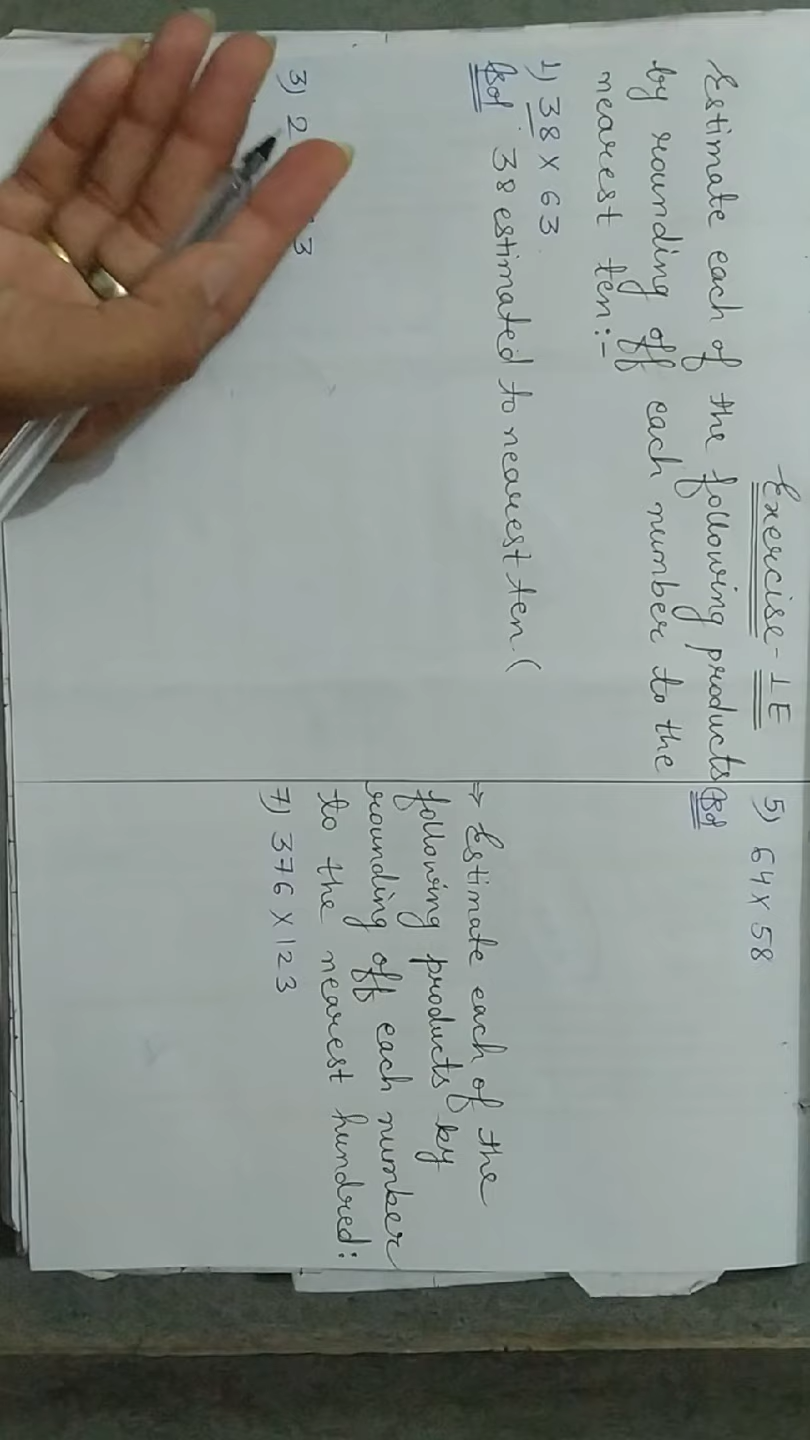 Exercise - 1E
Estimate each of the following products
by rounding off each number to the
nearest ten:-
1) 38 × 63
Sol 38 estimated to nearest ten (
3) 2 3
5) 64 × 58
Sol
⇒ Estimate each of the
following products by
rounding off each number
to the nearest hundred:
7) 376 × 123